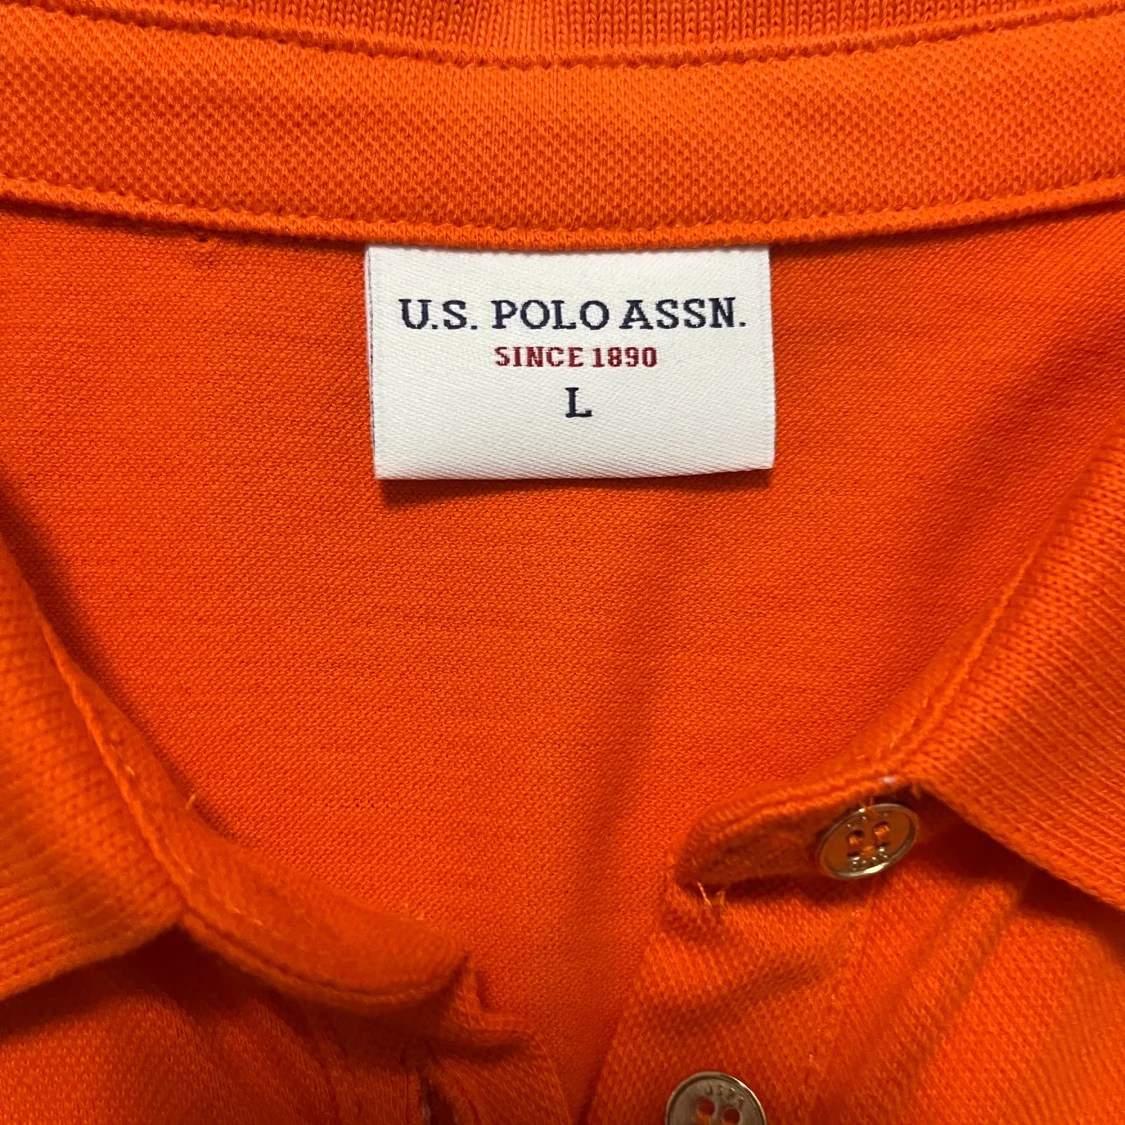 U.S. POLO ASSN.
SINCE 1890
L